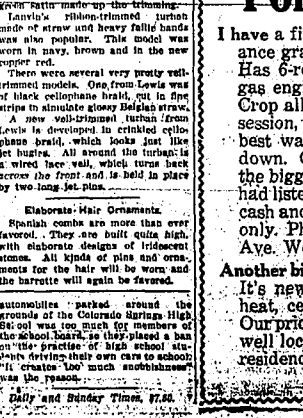 green satin made up the trimming.
Lanvin's ribbon-trimmed turban
made of straw and heavy faille bands
was also popular. This model was
worn in navy, brown and in the new
copper red.
There were several very pretty veil-
trimmed models. One from Lewis was
of black cellophane braid, cut in fine
strips to simulate glossy Belgian straw.
A new veil-trimmed turban from
Lewis is developed in crinkled cello-
phane braid, which looks just like
jet bugles. All around the turban is
a wired lace veil, which turns back
across the front and is held in place
by two long jet pins.
Elaborate Hair Ornaments.
Spanish combs are more than ever
favored. They are built quite high,
with elaborate designs of iridescent
stones. All kinds of pins and orna-
ments for the hair will be worn and
the barrette will again be favored.
automobiles parked around the
grounds of the Colorado Springs High
School was too much for members of
the school board, so they placed a ban
on the practise of high school stu-
dents driving their own cars to school.
"It creates too much snobbishness"
was the reason.
Daily and Sunday Times, $7.50.
I have a fi
ance gra
Has 6-r
gas eng
Crop all
session,
best wa
down. C
the bigg
had liste
cash an
only. Ph
Ave. W
Another bi
It's new
heat, ce
Our pric
well loc
residenc